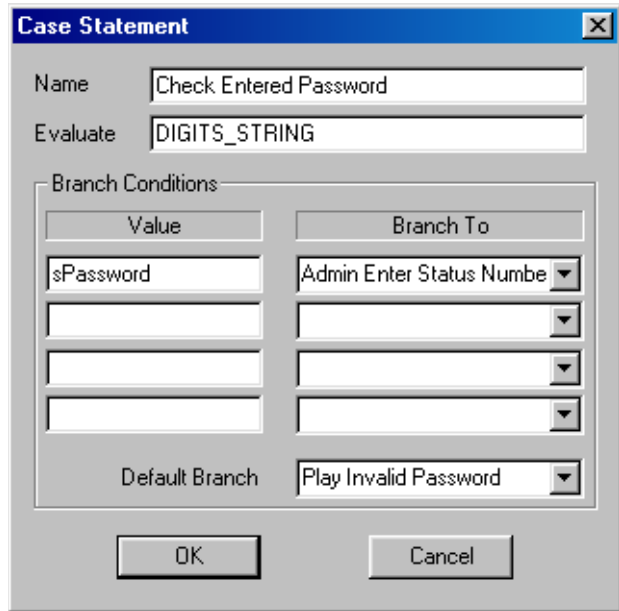 Case Statement
Name Check Entered Password
Evaluate DIGITS_STRING
Branch Conditions
Value Branch To
sPassword Admin Enter Status Numbe
Default Branch Play Invalid Password
OK Cancel